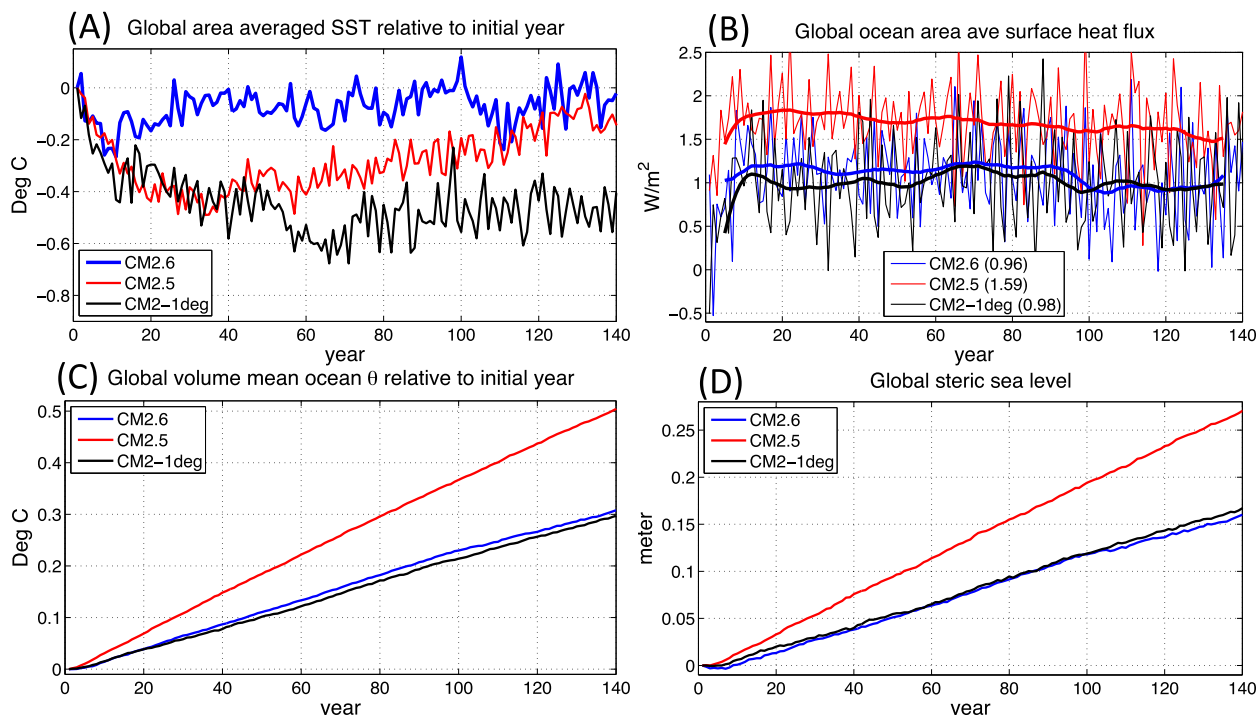 (A)
Global area averaged SST relative to initial year
Deg C
0
−0.2
−0.4
−0.6
−0.8
CM2.6
CM2.5
CM2−1deg
0 20 40 60 80 100 120 140
year
(B)
Global ocean area ave surface heat flux
W/m²
2.5
2
1.5
1
0.5
0
−0.5
CM2.6 (0.96)
CM2.5 (1.59)
CM2−1deg (0.98)
0 20 40 60 80 100 120 140
year
(C)
Global volume mean ocean θ relative to initial year
Deg C
0.5
0.4
0.3
0.2
0.1
0
CM2.6
CM2.5
CM2−1deg
0 20 40 60 80 100 120 140
year
(D)
Global steric sea level
meter
0.25
0.2
0.15
0.1
0.05
0
CM2.6
CM2.5
CM2−1deg
0 20 40 60 80 100 120 140
year